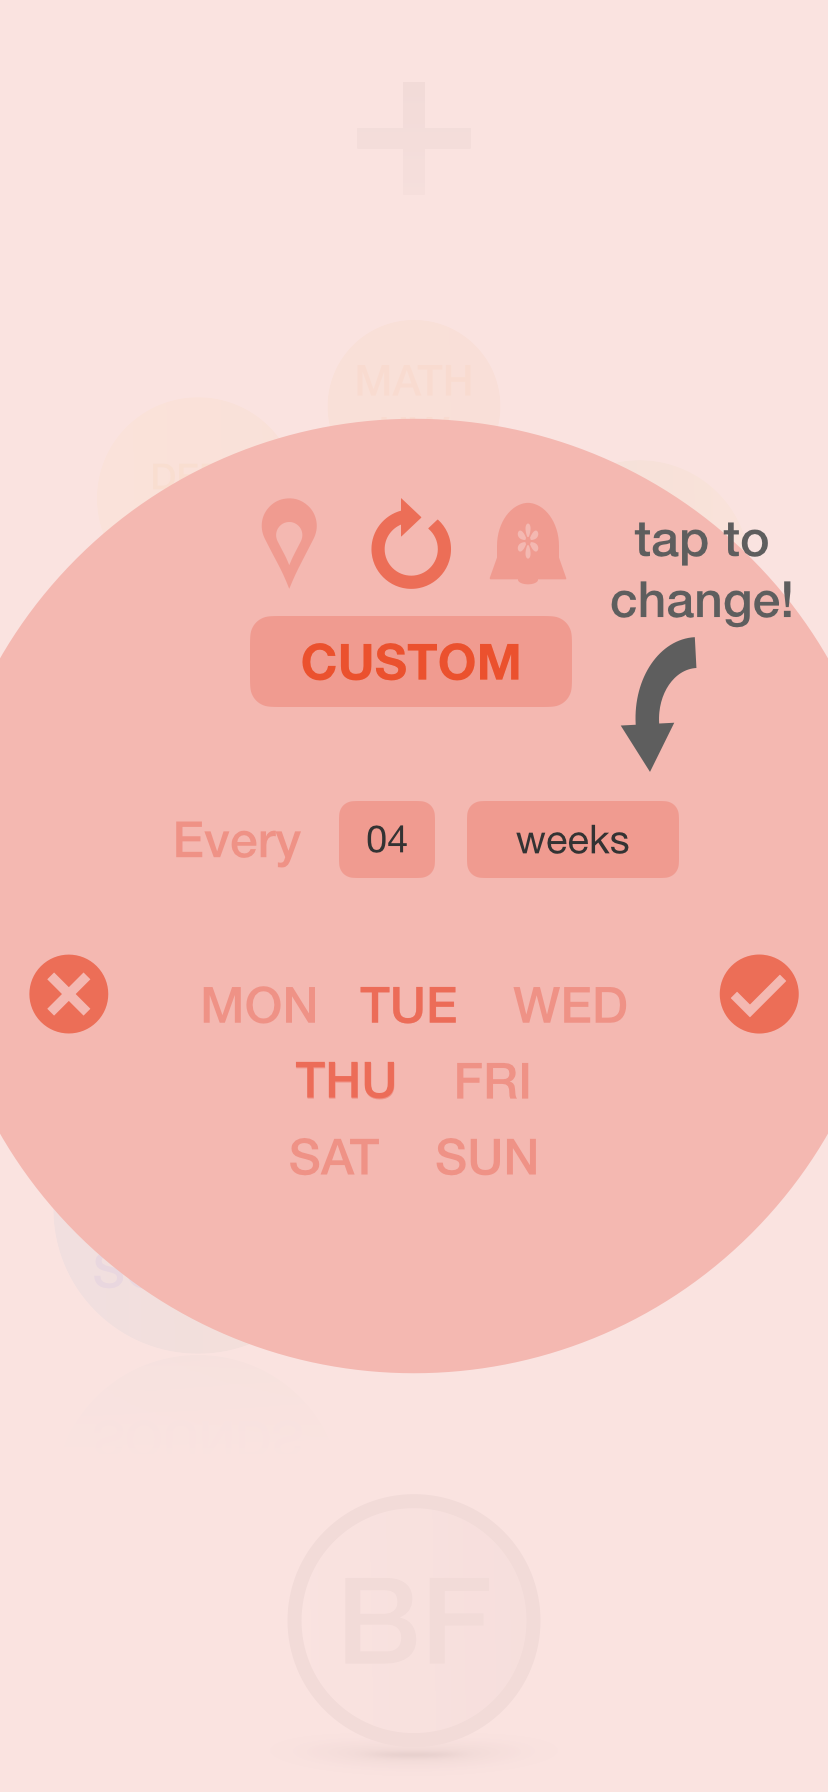 MATH
tap to
change!
CUSTOM
Every 04 weeks
MON TUE WED
THU FRI
SAT SUN
BF